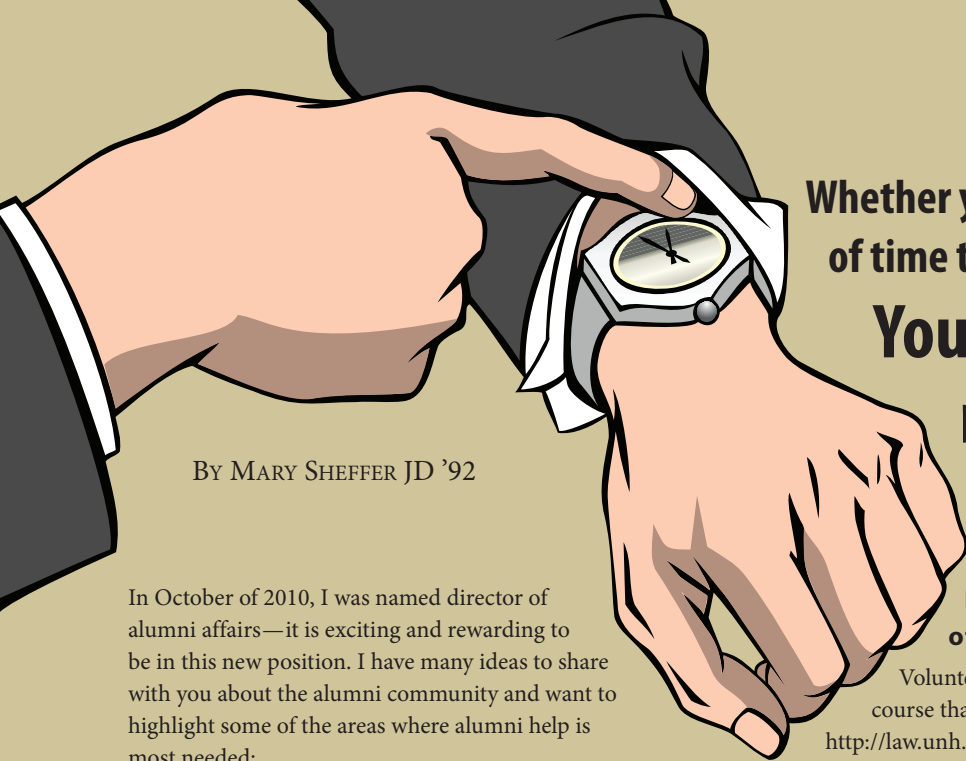 Whether
of time
You
By Mary Sheffer JD ’92
In October of 2010, I was named director of
alumni affairs—it is exciting and rewarding to
be in this new position. I have many ideas to share
with you about the alumni community and want to
highlight some of the areas where alumni help is
most needed:
course
http://law.unh.